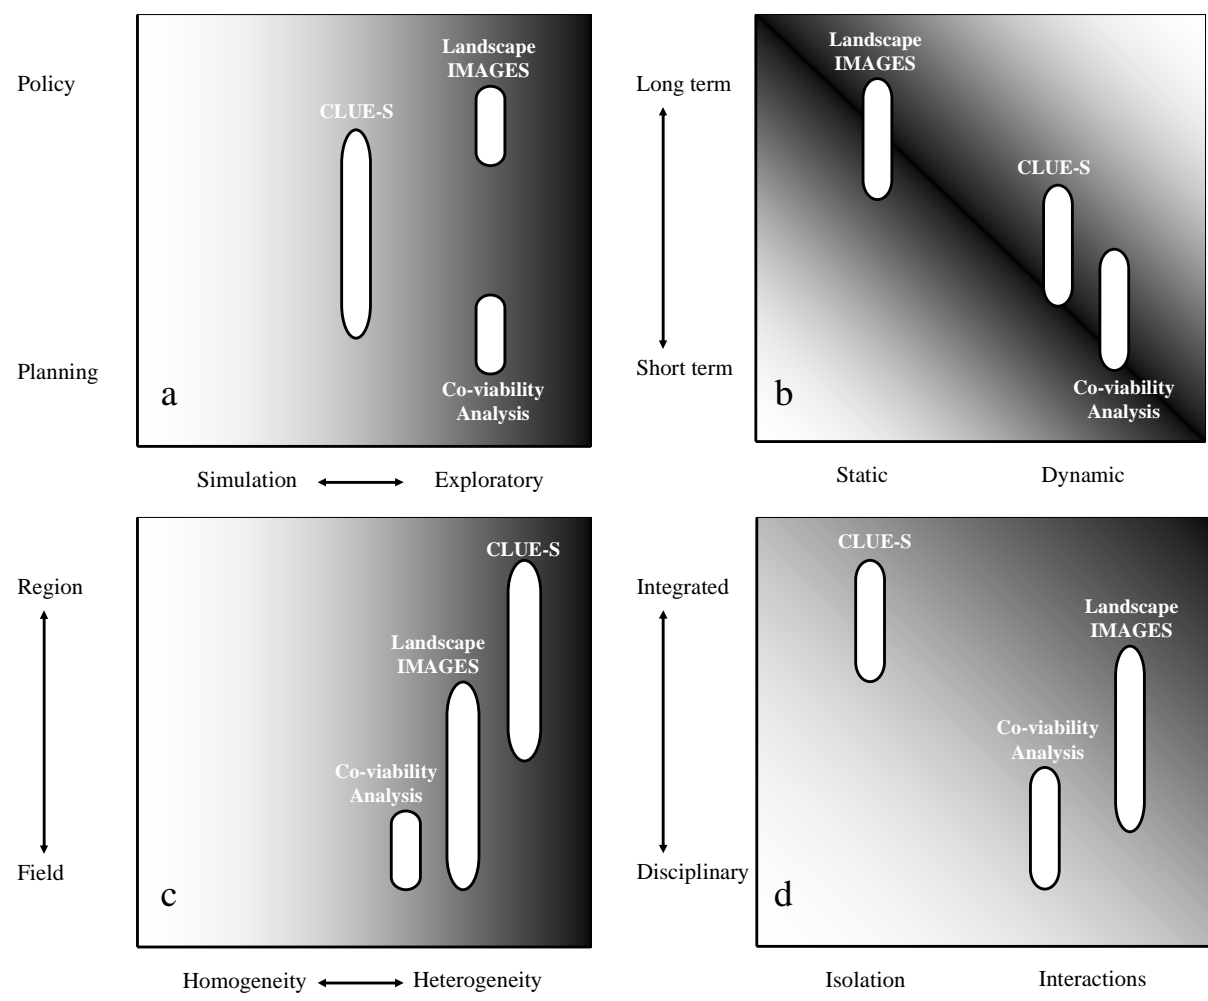 Policy
Planning
Landscape
IMAGES
CLUE-S
Co-viability
Analysis
a
Simulation
Exploratory
Long term
Short term
Landscape
IMAGES
CLUE-S
Co-viability
Analysis
b
Static
Dynamic
Region
Field
CLUE-S
Landscape
IMAGES
Co-viability
Analysis
c
Homogeneity
Heterogeneity
Integrated
Disciplinary
CLUE-S
Landscape
IMAGES
Co-viability
Analysis
d
Isolation
Interactions